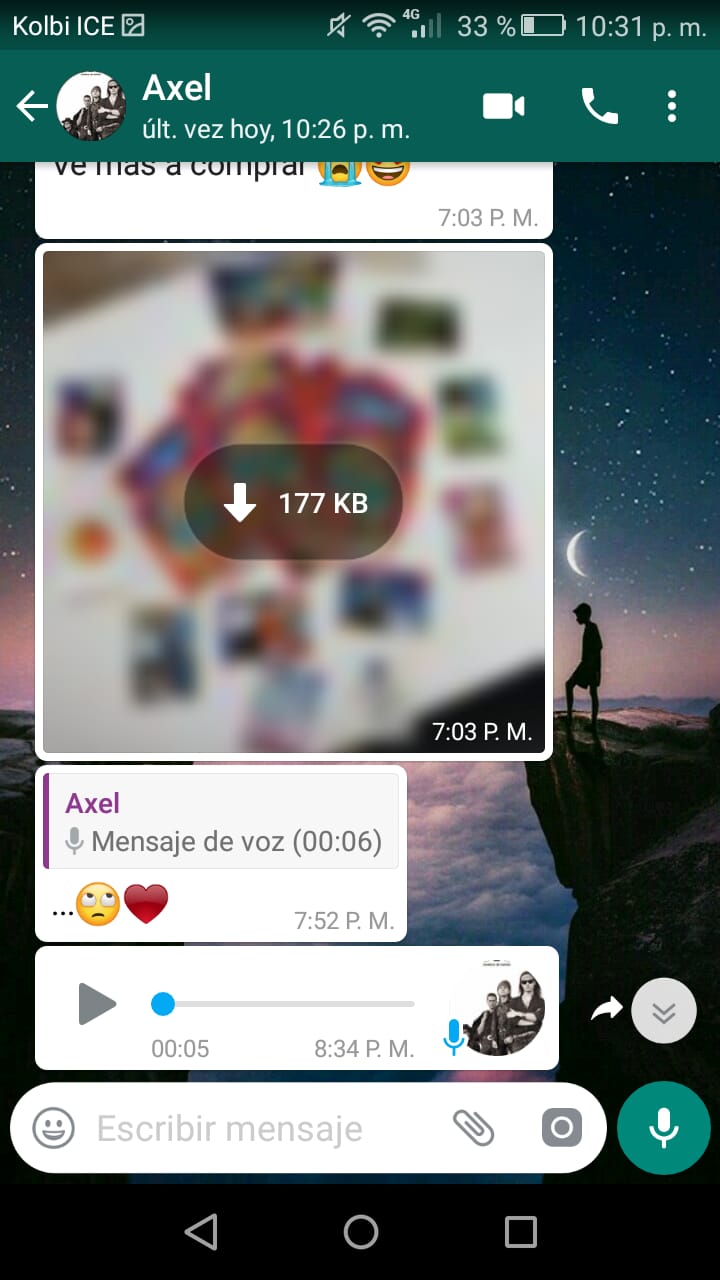 Kolbi ICE 4G 33 % 10:31 p. m.
Axel
últ. vez hoy, 10:26 p. m.
ve mas a comprar 😭😄
7:03 P. M.
177 KB
7:03 P. M.
Axel
Mensaje de voz (00:06)
...🙄❤️
7:52 P. M.
00:05 8:34 P. M.
Escribir mensaje